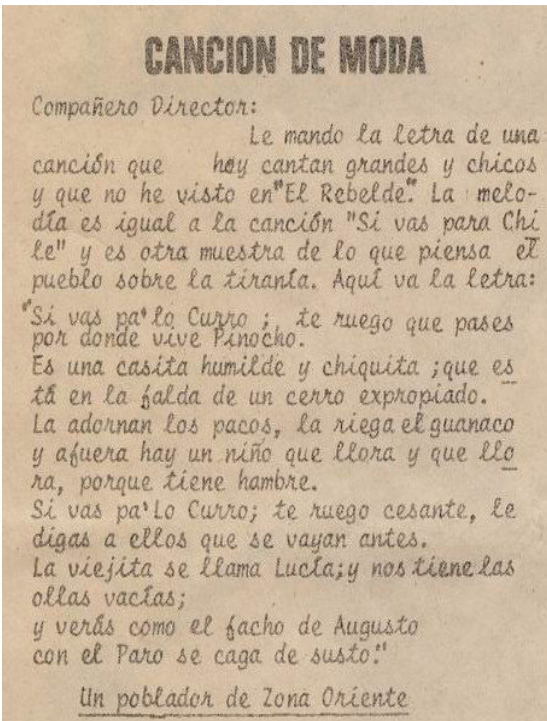 CANCION DE MODA
Compañero Director:
Le mando la letra de una
canción que hoy cantan grandes y chicos
y que no he visto en "El Rebelde". La melo-
día es igual a la canción "Si vas para Chi
le" y es otra muestra de lo que piensa el
pueblo sobre la tiranía. Aquí va la letra:
"Si vas pa'lo Curro ; te ruego que pases
por donde vive Pinocho.
Es una casita humilde y chiquita ;que es
tá en la falda de un cerro expropiado.
La adornan los pacos, la riega el guanaco
y afuera hay un niño que llora y que llo
ra, porque tiene hambre.
Si vas pa'Lo Curro; te ruego cesante, le
digas a ellos que se vayan antes.
La viejita se llama Lucía;y nos tiene las
ollas vacías;
y verás como el facho de Augusto
con el Paro se caga de susto."
Un poblador de Zona Oriente